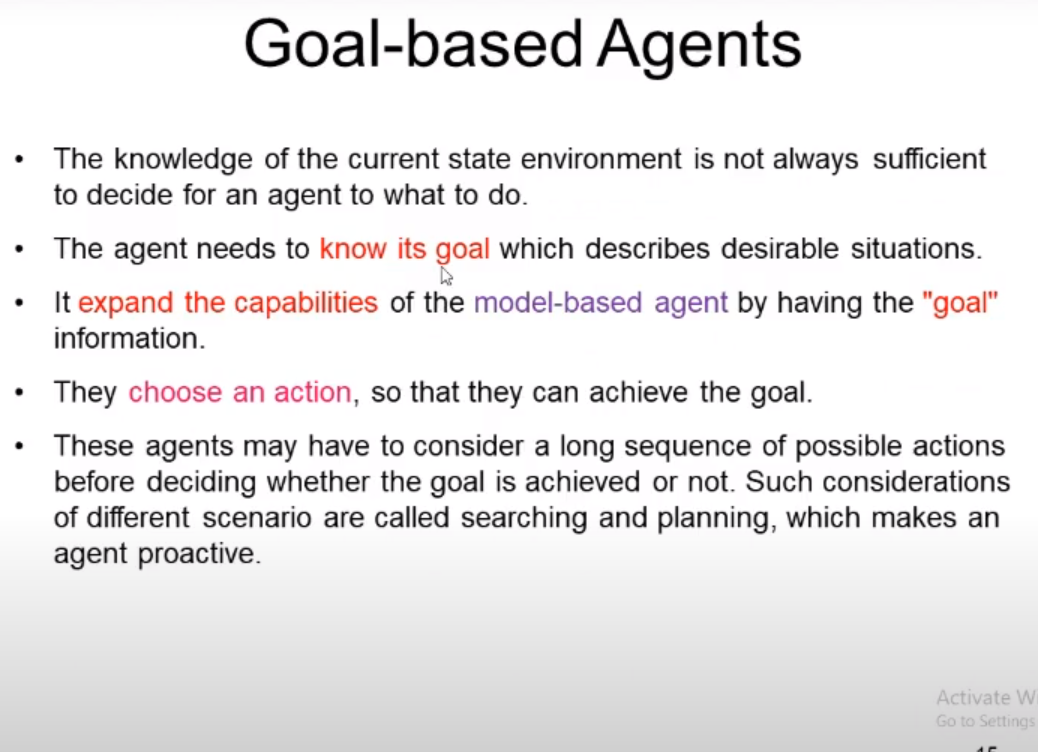 Goal-based Agents
• The knowledge of the current state environment is not always sufficient
to decide for an agent to what to do.
• The agent needs to know its goal which describes desirable situations.
• It expand the capabilities of the model-based agent by having the "goal"
information.
• They choose an action, so that they can achieve the goal.
• These agents may have to consider a long sequence of possible actions
before deciding whether the goal is achieved or not. Such considerations
of different scenario are called searching and planning, which makes an
agent proactive.
Activate Wi
Go to Settings